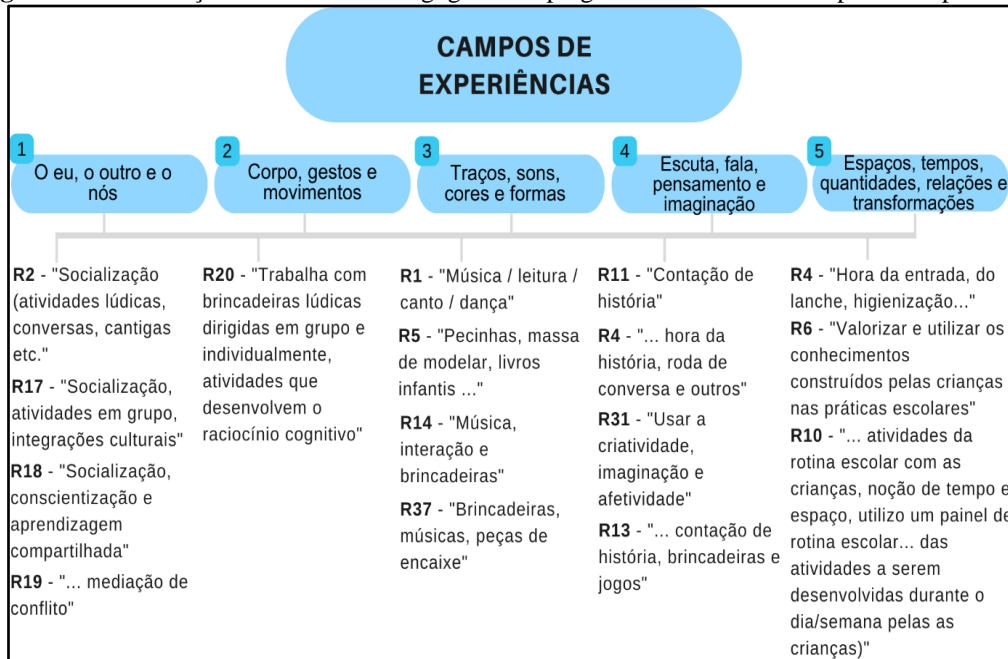 CAMPOS DE
EXPERIÊNCIAS
1
O eu, o outro e o
nós
2
Corpo, gestos e
movimentos
3
Traços, sons,
cores e formas
4
Escuta, fala,
pensamento e
imaginação
5
Espaços, tempos,
quantidades, relações e
transformações
R2 - "Socialização
(atividades lúdicas,
conversas, cantigas
etc."
R17 - "Socialização,
atividades em grupo,
integrações culturais"
R18 - "Socialização,
conscientização e
aprendizagem
compartilhada"
R19 - "... mediação de
conflito"
R20 - "Trabalha com
brincadeiras lúdicas
dirigidas em grupo e
individualmente,
atividades que
desenvolvem o
raciocínio cognitivo"
R1 - "Música / leitura /
canto / dança"
R5 - "Pecinhas, massa
de modelar, livros
infantis ..."
R14 - "Música,
interação e
brincadeiras"
R37 - "Brincadeiras,
músicas, peças de
encaixe"
R11 - "Contação de
história"
R4 - "... hora da
história, roda de
conversa e outros"
R31 - "Usar a
criatividade,
imaginação e
afetividade"
R13 - "... contação de
história, brincadeiras e
jogos"
R4 - "Hora da entrada, do
lanche, higienização..."
R6 - "Valorizar e utilizar os
conhecimentos
construídos pelas crianças
nas práticas escolares"
R10 - "... atividades da
rotina escolar com as
crianças, noção de tempo e
espaço, utilizo um painel de
rotina escolar... das
atividades a serem
desenvolvidas durante o
dia/semana pelas as
crianças)"